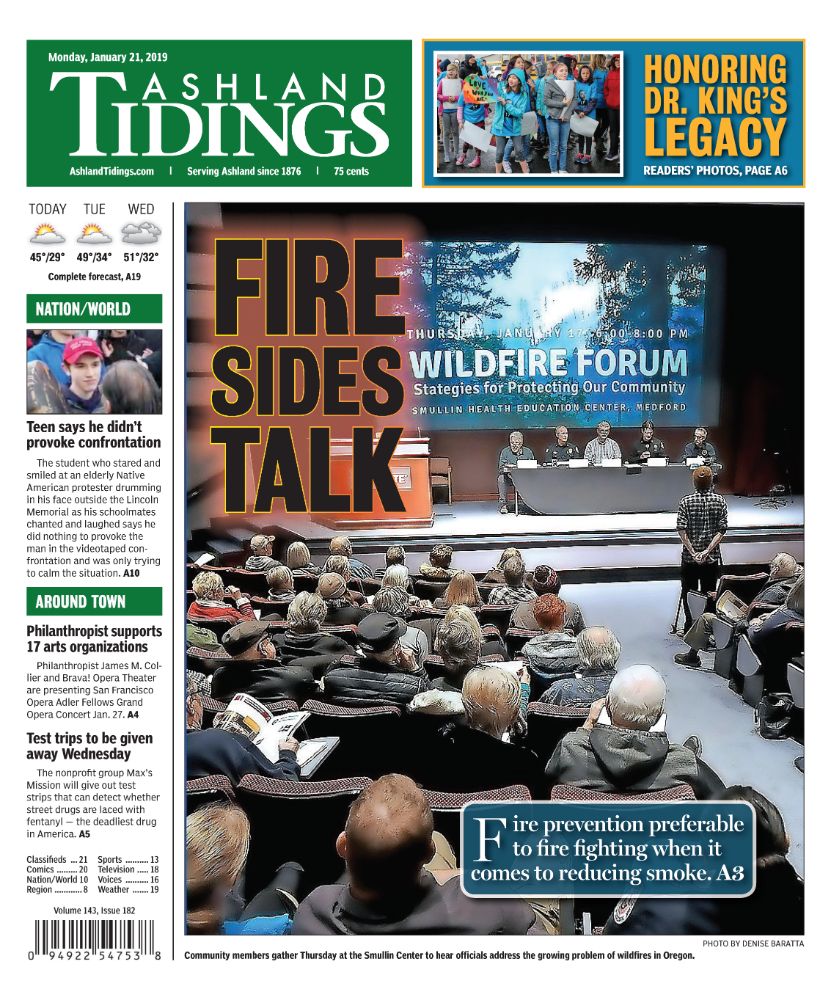 Monday, January 21, 2019
ASHLAND
TIDINGS
AshlandTidings.com | Serving Ashland since 1876 | 75 cents
HONORING
DR. KING'S
LEGACY
READERS' PHOTOS, PAGE A6
TODAY TUE WED
45°/29° 49°/34° 51°/32°
Complete forecast, A19
NATION/WORLD
Teen says he didn't
provoke confrontation
The student who stared and
smiled at an elderly Native
American protester drumming
in his face outside the Lincoln
Memorial as his schoolmates
chanted and laughed says he
did nothing to provoke the
man in the videotaped con-
frontation and was only trying
to calm the situation. A10
AROUND TOWN
Philanthropist supports
17 arts organizations
Philanthropist James M. Col-
lier and Brava! Opera Theater
are presenting San Francisco
Opera Adler Fellows Grand
Opera Concert Jan. 27. A4
Test trips to be given
away Wednesday
The nonprofit group Max's
Mission will give out test
strips that can detect whether
street drugs are laced with
fentanyl — the deadliest drug
in America. A5
Classifieds ... 21 Sports .......... 13
Comics ......... 20 Television ..... 18
Nation/World 10 Voices .......... 16
Region ............ 8 Weather ....... 19
Volume 143, Issue 182
0 94922 54753 8
FIRE
SIDES
TALK
THURSDAY, JANUARY 17 · 6:00-8:00 PM
WILDFIRE FORUM
Stategies for Protecting Our Community
SMULLIN HEALTH EDUCATION CENTER, MEDFORD
Fire prevention preferable
to fire fighting when it
comes to reducing smoke. A3
PHOTO BY DENISE BARATTA
Community members gather Thursday at the Smullin Center to hear officials address the growing problem of wildfires in Oregon.